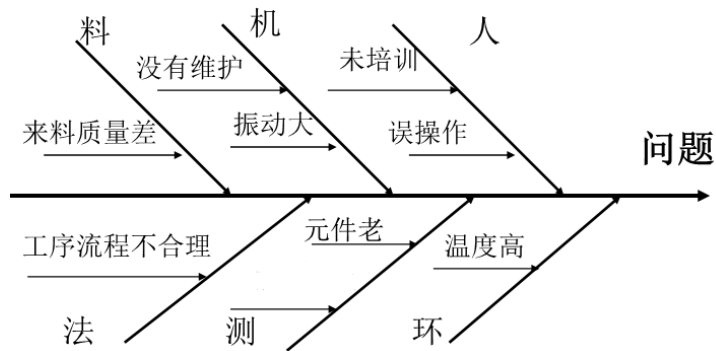 料
机
人
没有维护
未培训
来料质量差
振动大
误操作
问题
工序流程不合理
元件老
温度高
法
测
环